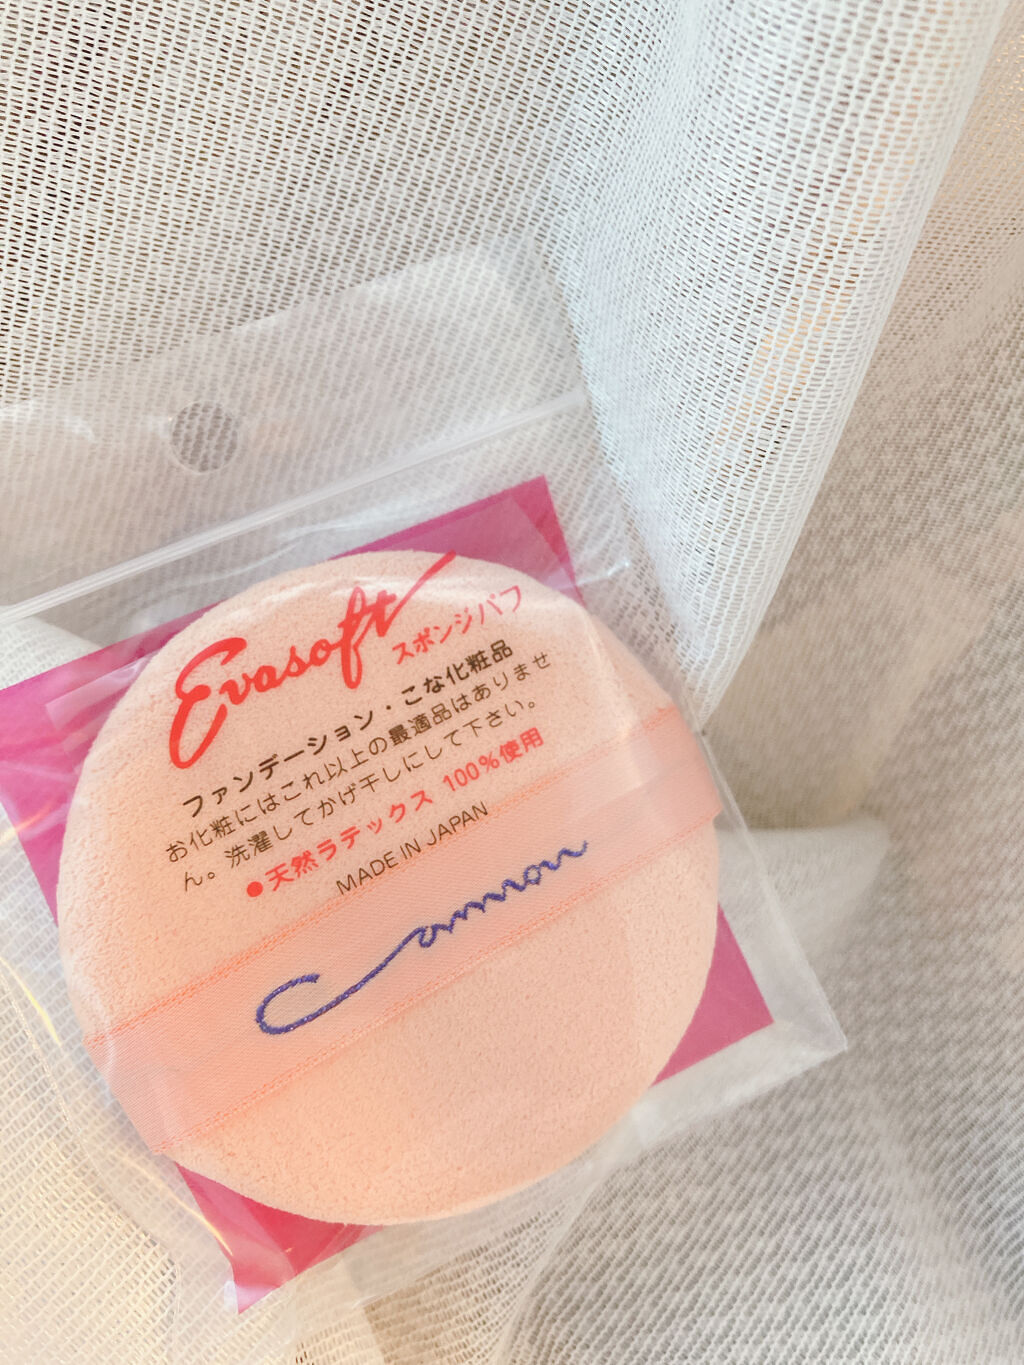 Evasoft
スポンジパフ
ファンデーション・こな化粧品
お化粧にはこれ以上の最適品はありませ
ん。洗濯してかげ干しにして下さい。
●天然ラテックス 100%使用
MADE IN JAPAN
Camron